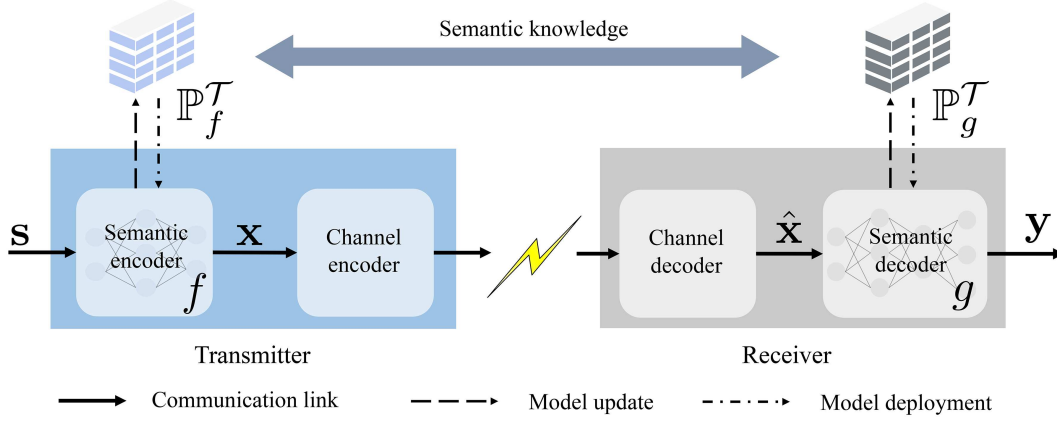 Semantic knowledge
ℙ_f^𝒯
ℙ_g^𝒯
s
Semantic
encoder
f
x
Channel
encoder
Channel
decoder
x̂
Semantic
decoder
g
y
Transmitter
Receiver
Communication link
Model update
Model deployment